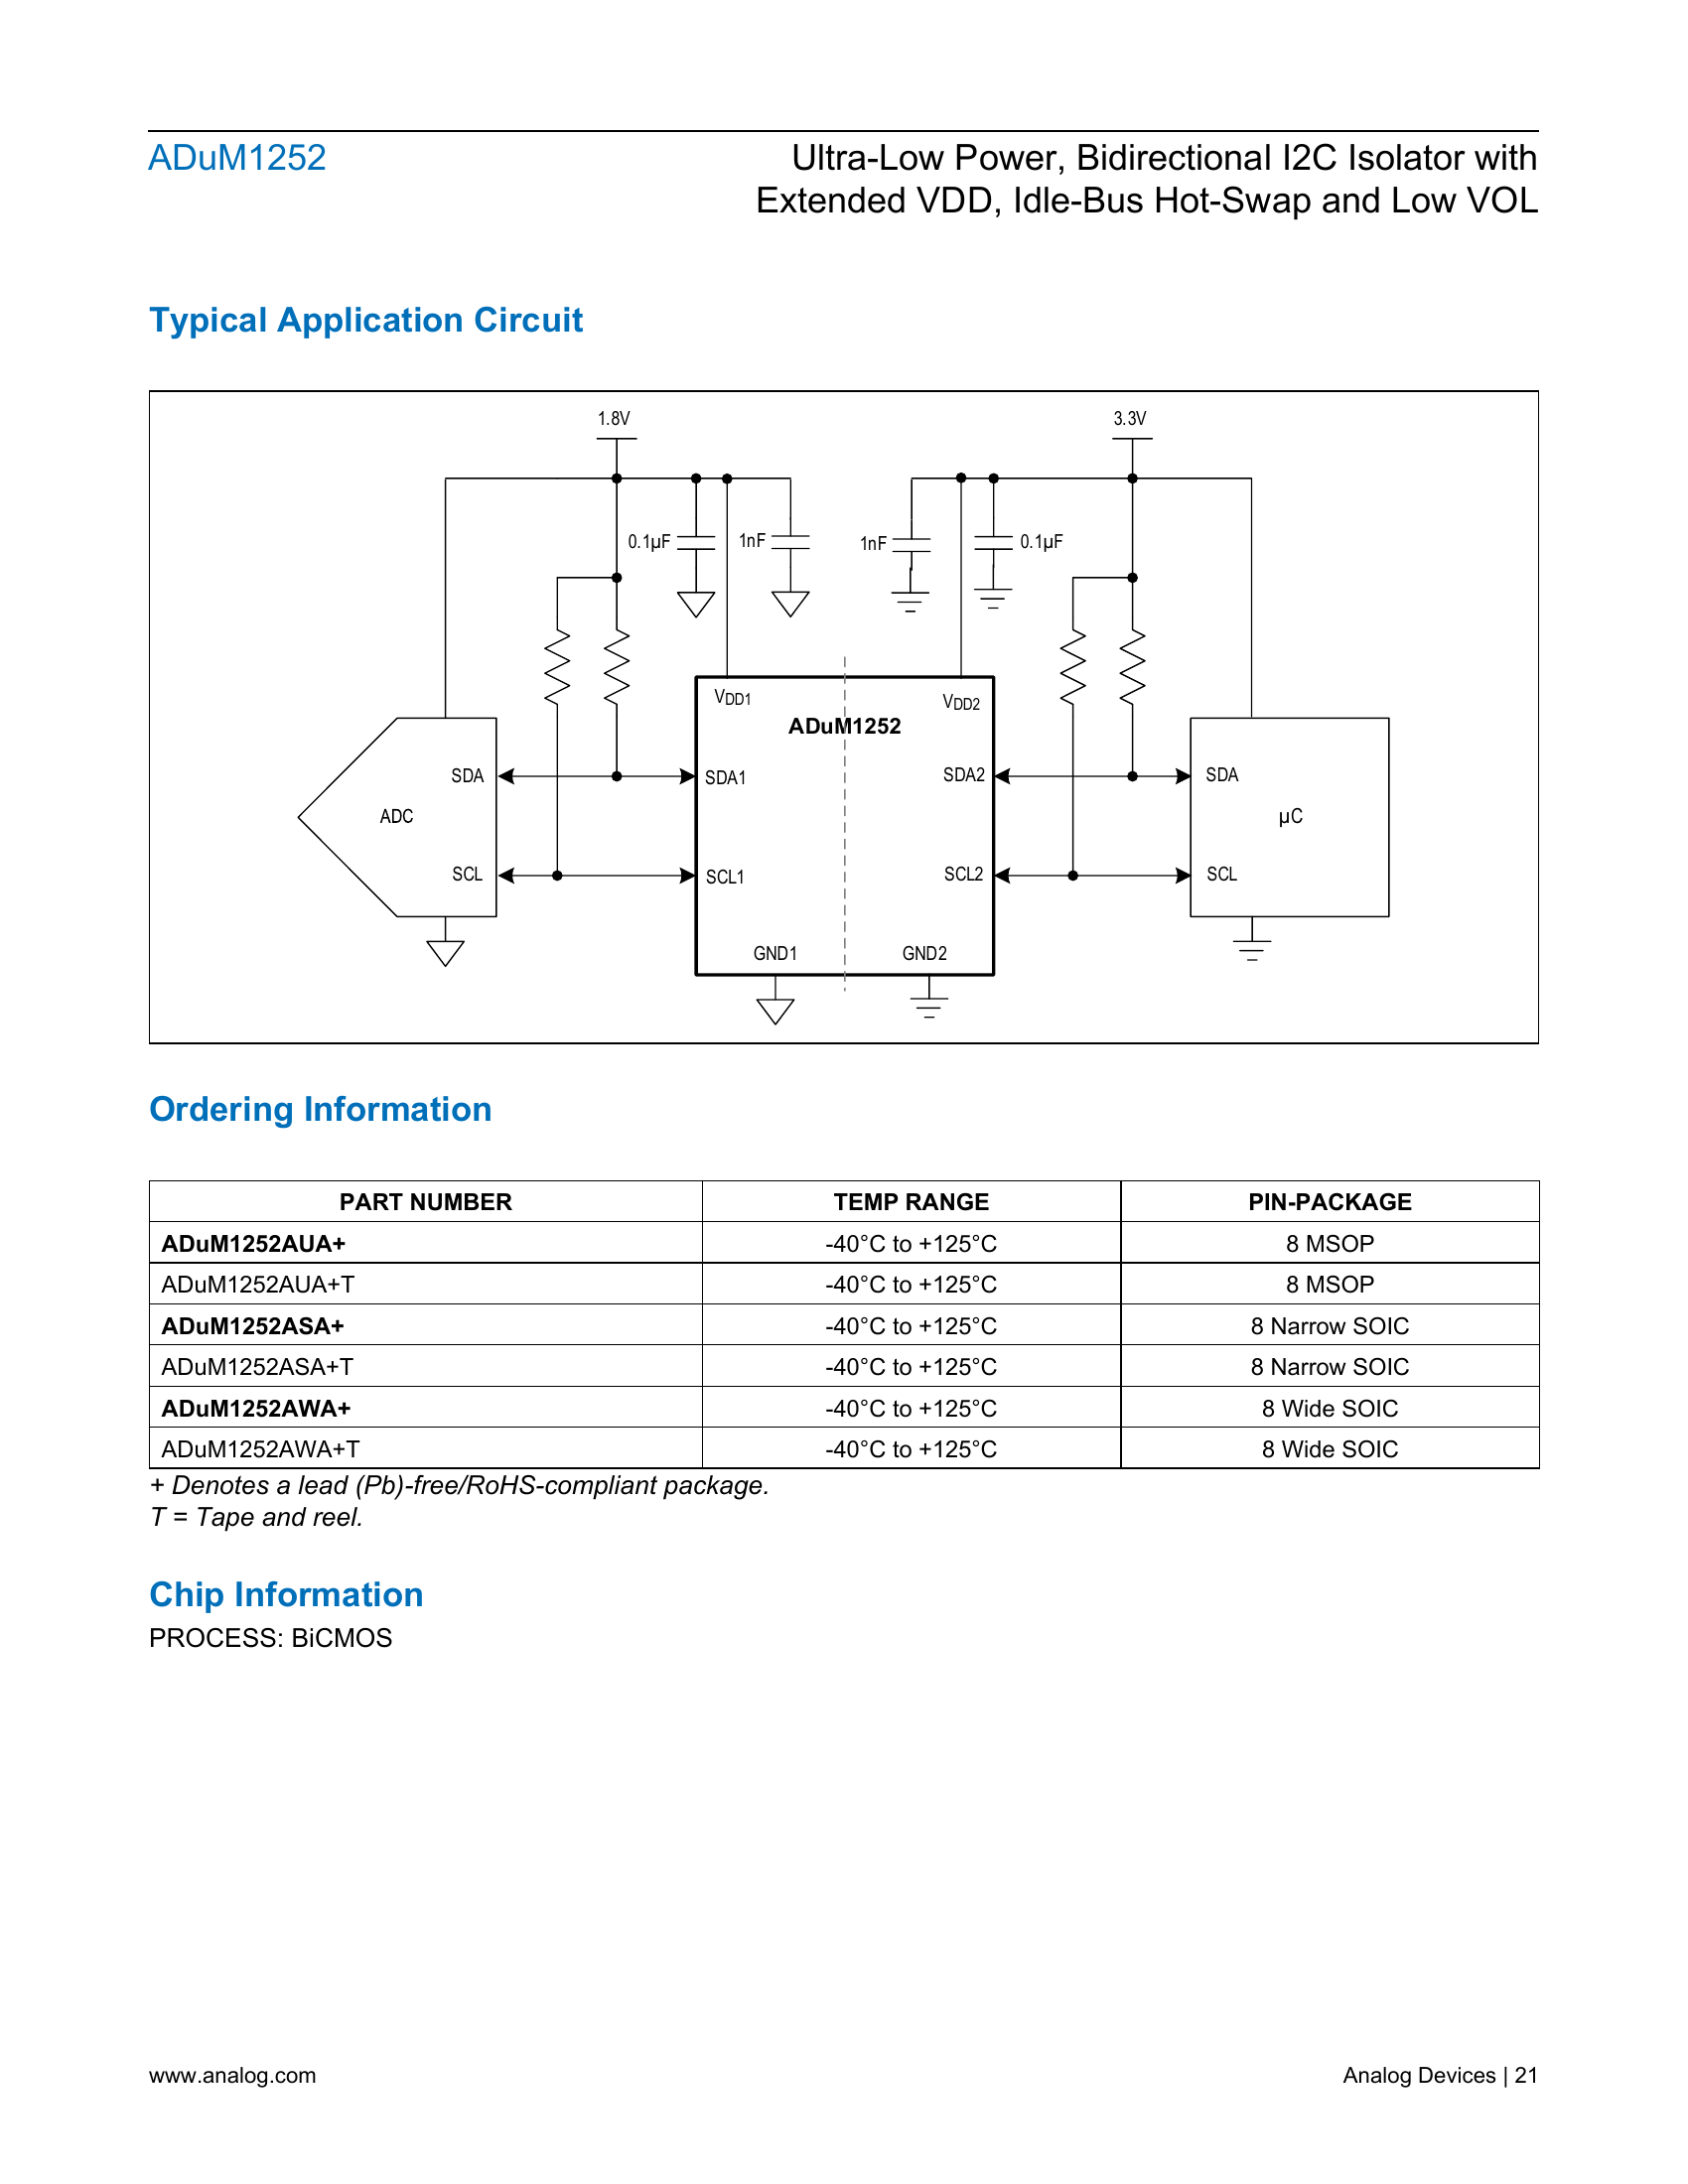 ADuM1252
Ultra-Low Power, Bidirectional I2C Isolator with
Extended VDD, Idle-Bus Hot-Swap and Low VOL
Typical Application Circuit
1.8V
3.3V
0.1µF
1nF
1nF
0.1µF
VDD1
VDD2
ADuM1252
SDA
SDA1
SDA2
SDA
ADC
µC
SCL
SCL1
SCL2
SCL
GND1
GND2
Ordering Information
PART NUMBER TEMP RANGE PIN-PACKAGE
ADuM1252AUA+ -40°C to +125°C 8 MSOP
ADuM1252AUA+T -40°C to +125°C 8 MSOP
ADuM1252ASA+ -40°C to +125°C 8 Narrow SOIC
ADuM1252ASA+T -40°C to +125°C 8 Narrow SOIC
ADuM1252AWA+ -40°C to +125°C 8 Wide SOIC
ADuM1252AWA+T -40°C to +125°C 8 Wide SOIC
+ Denotes a lead (Pb)-free/RoHS-compliant package.
T = Tape and reel.
Chip Information
PROCESS: BiCMOS
www.analog.com
Analog Devices | 21